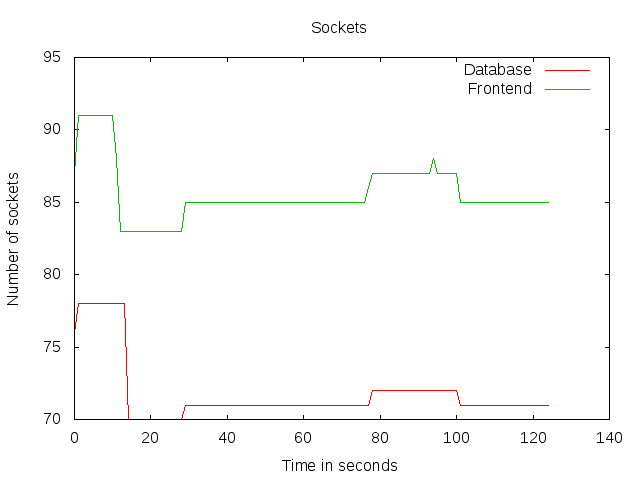 Sockets
95
90
85
80
75
70
0 20 40 60 80 100 120 140
Number of sockets
Time in seconds
Database
Frontend